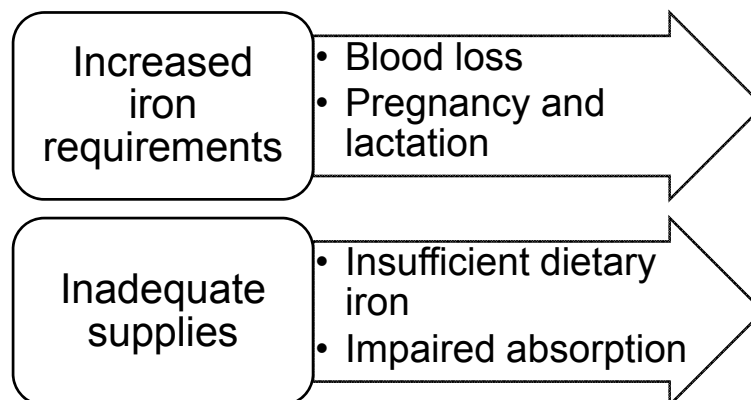 Increased
iron
requirements
• Blood loss
• Pregnancy and
lactation
Inadequate
supplies
• Insufficient dietary
iron
• Impaired absorption